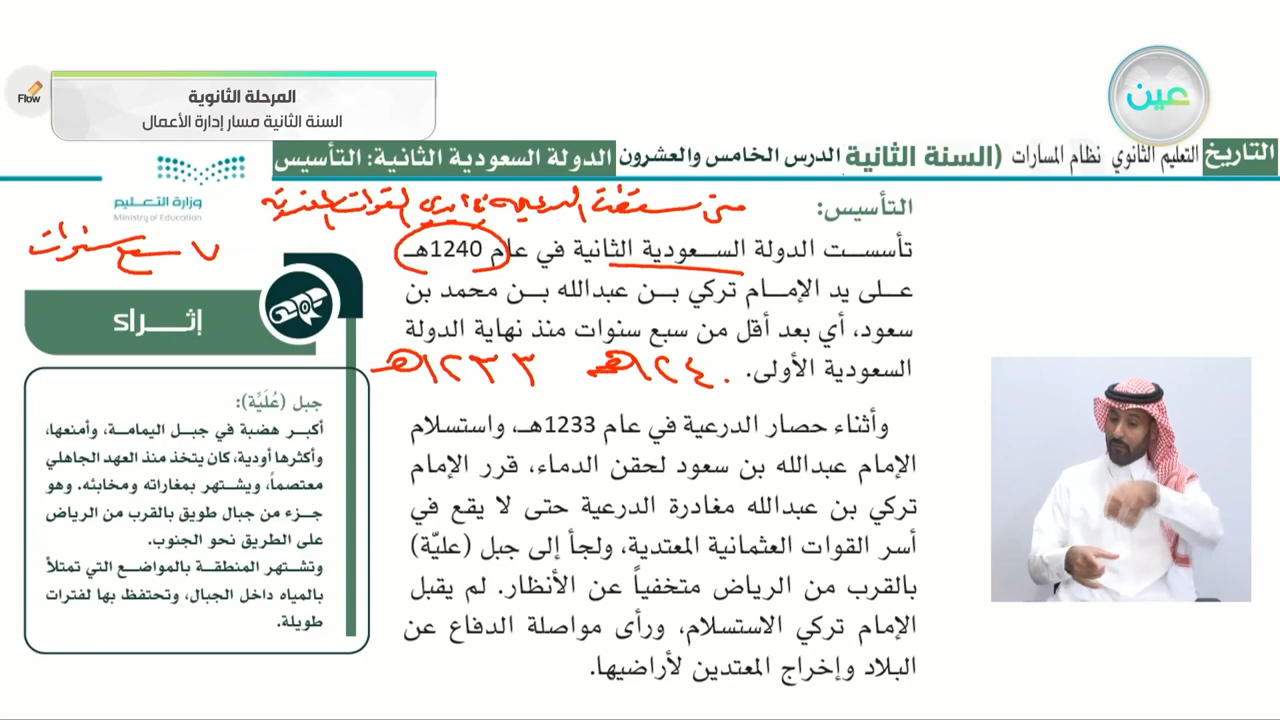 عين
Flow
المرحلة الثانوية
السنة الثانية مسار إدارة الأعمال
التاريخ التعليم الثانوي نظام المسارات (السنة الثانية الدرس الخامس والعشرون الدولة السعودية الثانية: التأسيس
وزارة التعليم
Ministry of Education
التأسيس:
متى سقطت الدرعية بأيدي القوات
تأسست الدولة السعودية الثانية في عام 1240هـ
على يد الإمام تركي بن عبدالله بن محمد بن
سعود، أي بعد أقل من سبع سنوات منذ نهاية الدولة
السعودية الأولى.
١٢٤٠هـ ١٢٣٣هـ
٧ سبع سنوات
وأثناء حصار الدرعية في عام 1233هـ، واستسلام
الإمام عبدالله بن سعود لحقن الدماء، قرر الإمام
تركي بن عبدالله مغادرة الدرعية حتى لا يقع في
أسر القوات العثمانية المعتدية، ولجأ إلى جبل (عليّة)
بالقرب من الرياض متخفياً عن الأنظار. لم يقبل
الإمام تركي الاستسلام، ورأى مواصلة الدفاع عن
البلاد وإخراج المعتدين لأراضيها.
إثراء
جبل (عُلَيَّة):
أكبر هضبة في جبل اليمامة، وأمنعها،
وأكثرها أودية، كان يتخذ منذ العهد الجاهلي
معتصماً، ويشتهر بمغاراته ومخابئه. وهو
جزء من جبال طويق بالقرب من الرياض
على الطريق نحو الجنوب.
وتشتهر المنطقة بالمواضع التي تمتلأ
بالمياه داخل الجبال، وتحتفظ بها لفترات
طويلة.